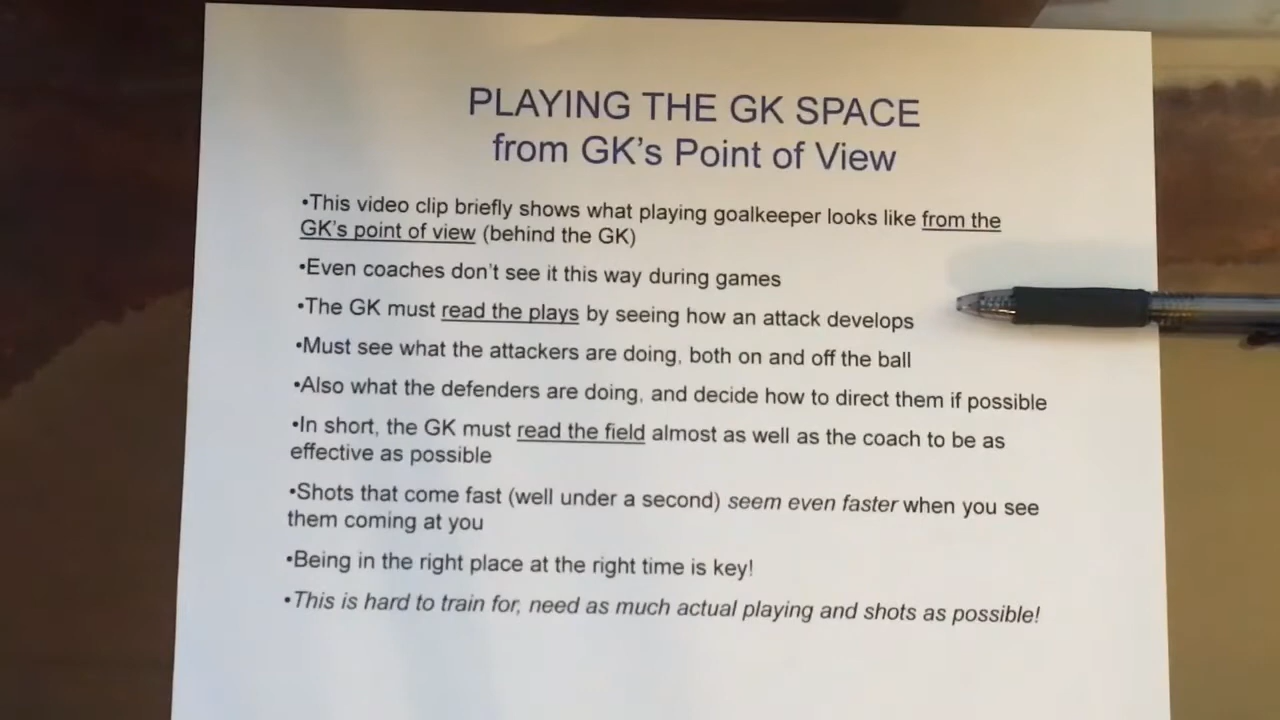 PLAYING THE GK SPACE
from GK's Point of View
•This video clip briefly shows what playing goalkeeper looks like from the
GK's point of view (behind the GK)
•Even coaches don't see it this way during games
•The GK must read the plays by seeing how an attack develops
•Must see what the attackers are doing, both on and off the ball
•Also what the defenders are doing, and decide how to direct them if possible
•In short, the GK must read the field almost as well as the coach to be as
effective as possible
•Shots that come fast (well under a second) seem even faster when you see
them coming at you
•Being in the right place at the right time is key!
•This is hard to train for, need as much actual playing and shots as possible!